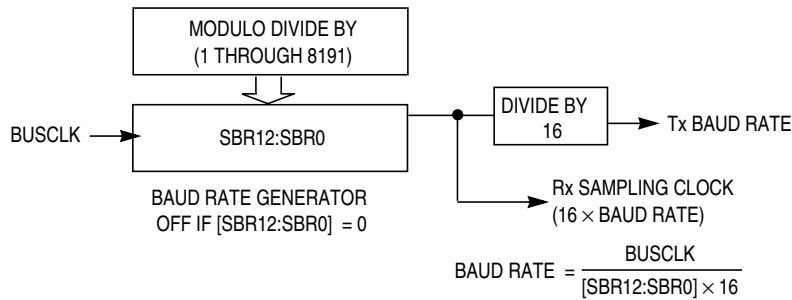 MODULO DIVIDE BY
(1 THROUGH 8191)
BUSCLK
SBR12:SBR0
DIVIDE BY
16
Tx BAUD RATE
BAUD RATE GENERATOR
OFF IF [SBR12:SBR0] = 0
Rx SAMPLING CLOCK
(16 × BAUD RATE)
BAUD RATE =
BUSCLK
[SBR12:SBR0] × 16